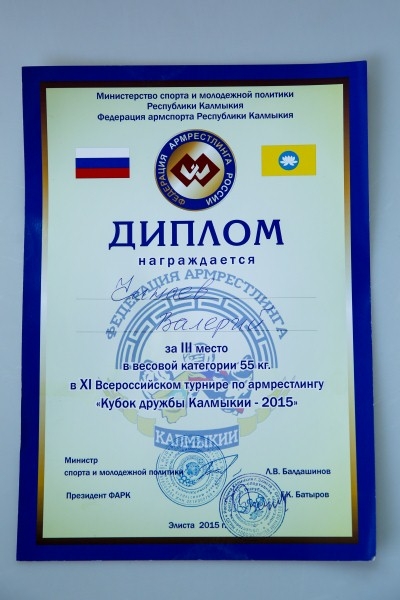 Министерство спорта и молодежной политики
Республики Калмыкия
Федерация армспорта Республики Калмыкия
ФЕДЕРАЦИЯ АРМРЕСТЛИНГА РОССИИ
ДИПЛОМ
награждается
ФЕДЕРАЦИЯ АРМРЕСТЛИНГА
Валерий
за III место
в весовой категории 55 кг.
в XI Всероссийском турнире по армрестлингу
«Кубок дружбы Калмыкии - 2015»
КАЛМЫКИИ
Министр
спорта и молодежной политики Л.В. Балдашинов
Президент ФАРК Батыров
Элиста 2015 г.